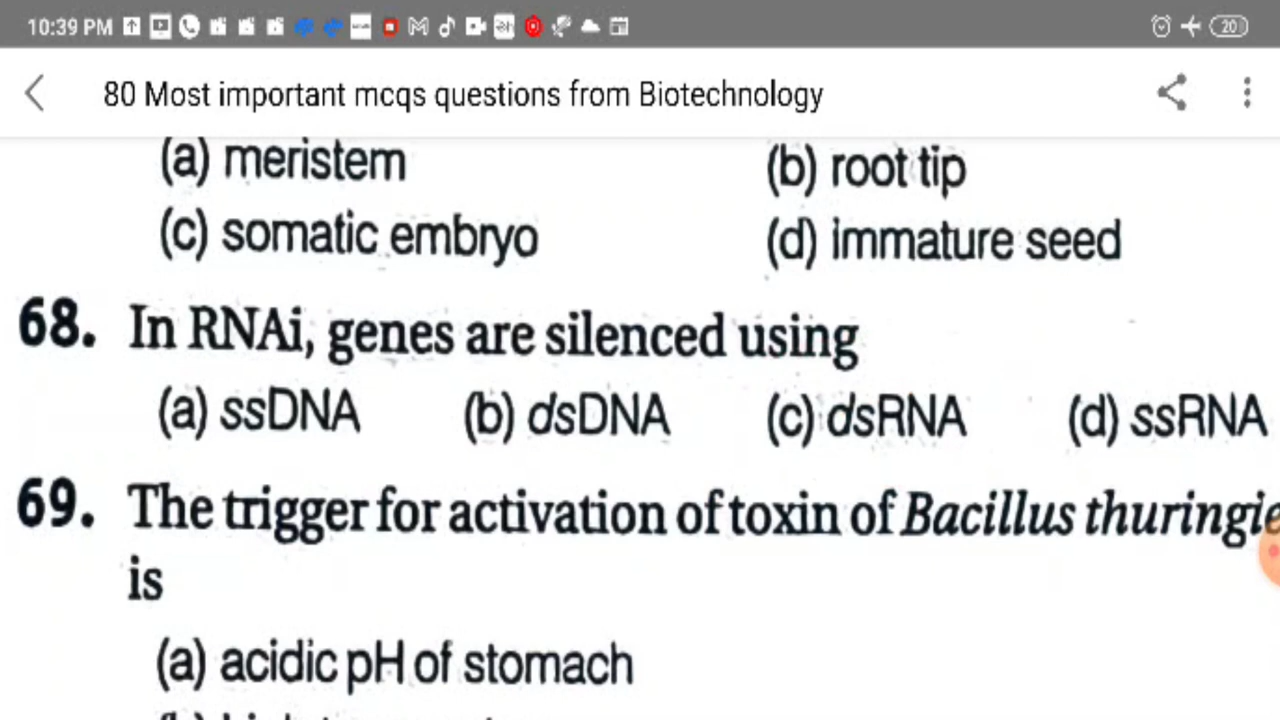 10:39 PM 20
80 Most important mcqs questions from Biotechnology
(a) meristem (b) root tip
(c) somatic embryo (d) immature seed
68. In RNAi, genes are silenced using
(a) ssDNA (b) dsDNA (c) dsRNA (d) ssRNA
69. The trigger for activation of toxin of Bacillus thuringie
is
(a) acidic pH of stomach